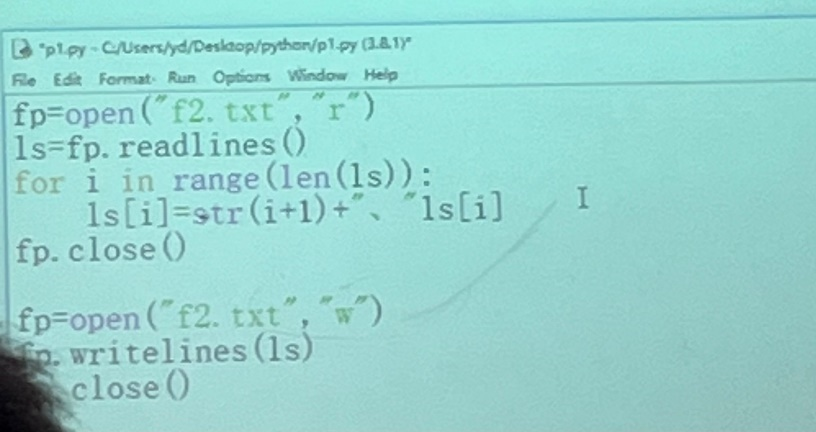 *p1.py - C:/Users/yd/Desktop/python/p1.py (3.8.1)*
File Edit Format Run Options Window Help
fp=open("f2.txt","r")
ls=fp.readlines()
for i in range(len(ls)):
    ls[i]=str(i+1)+"、"ls[i]
fp.close()
fp=open("f2.txt","w")
fp.writelines(ls)
close()